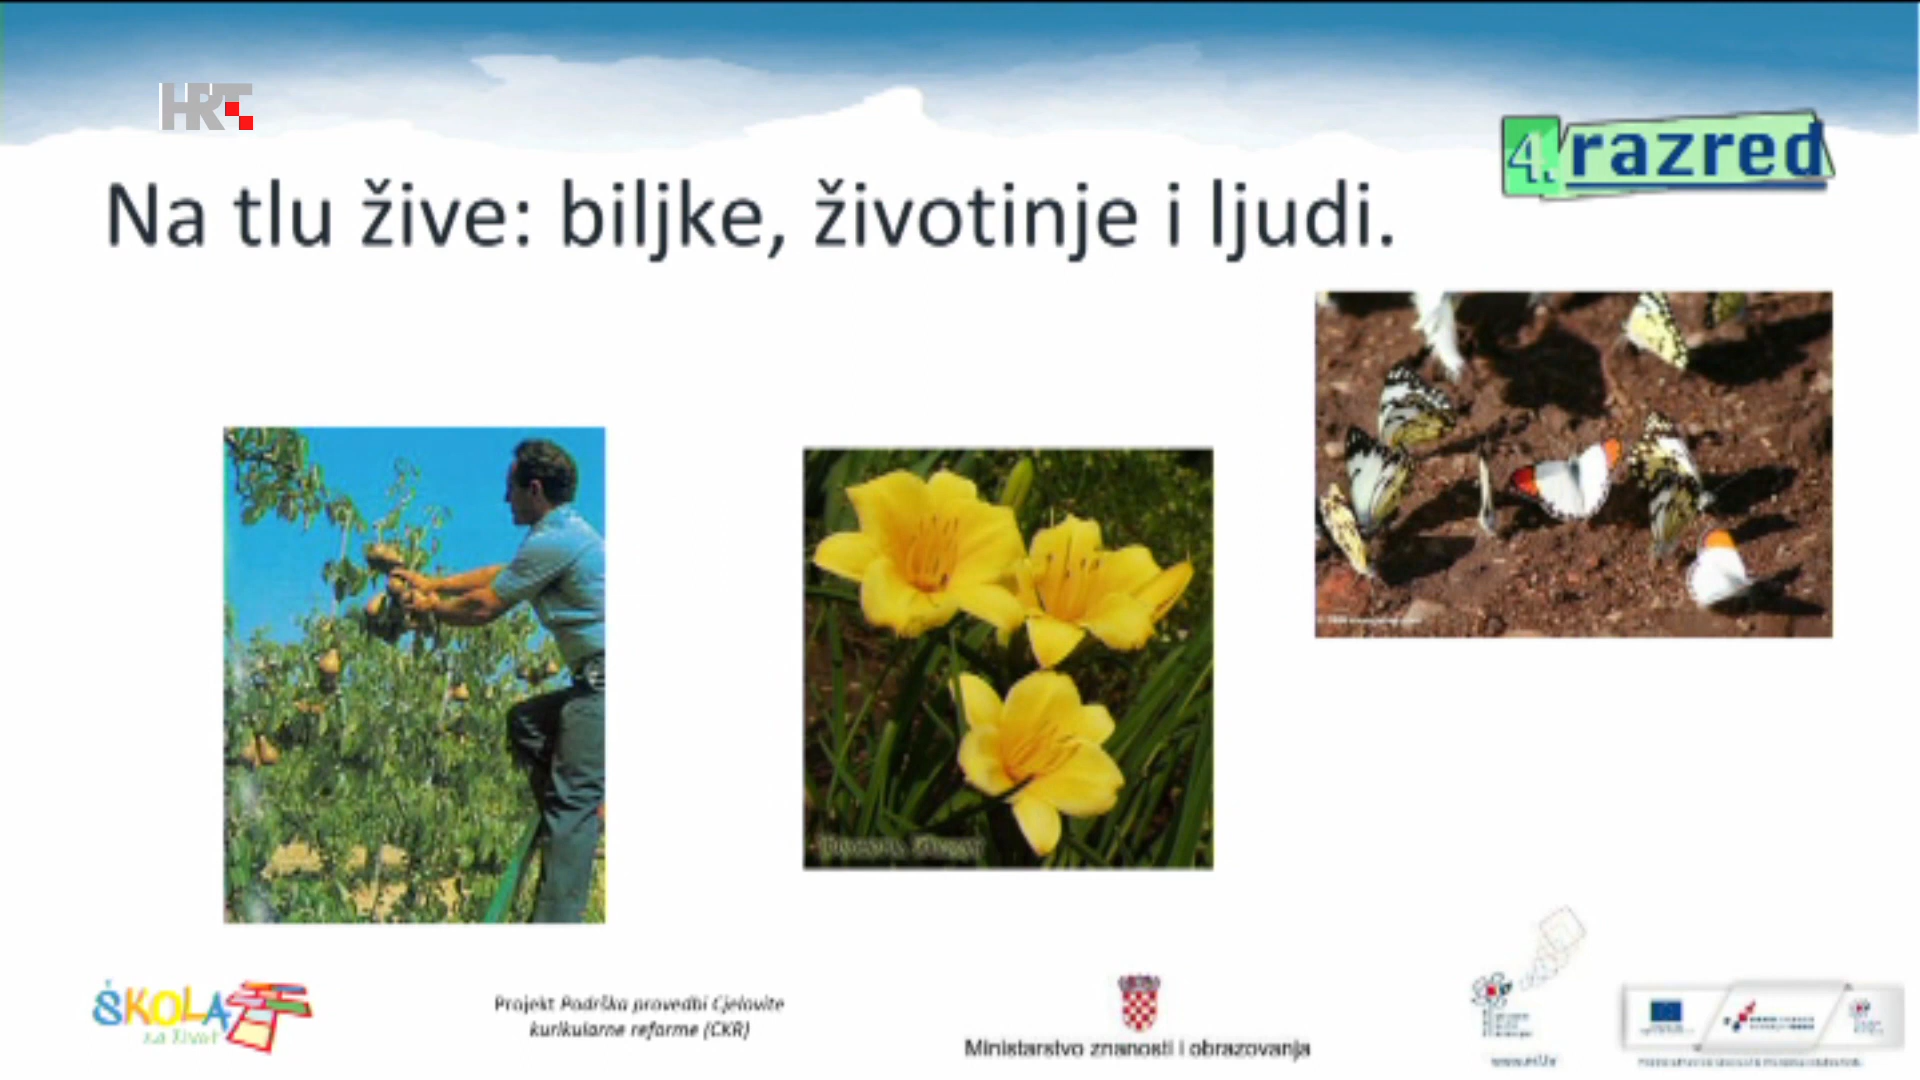 HRT
4. razred
Na tlu žive: biljke, životinje i ljudi.
ŠKOLA
za život
Projekt Podrška provedbi Cjelovite
kurikularne reforme (CKR)
Ministarstvo znanosti i obrazovanja